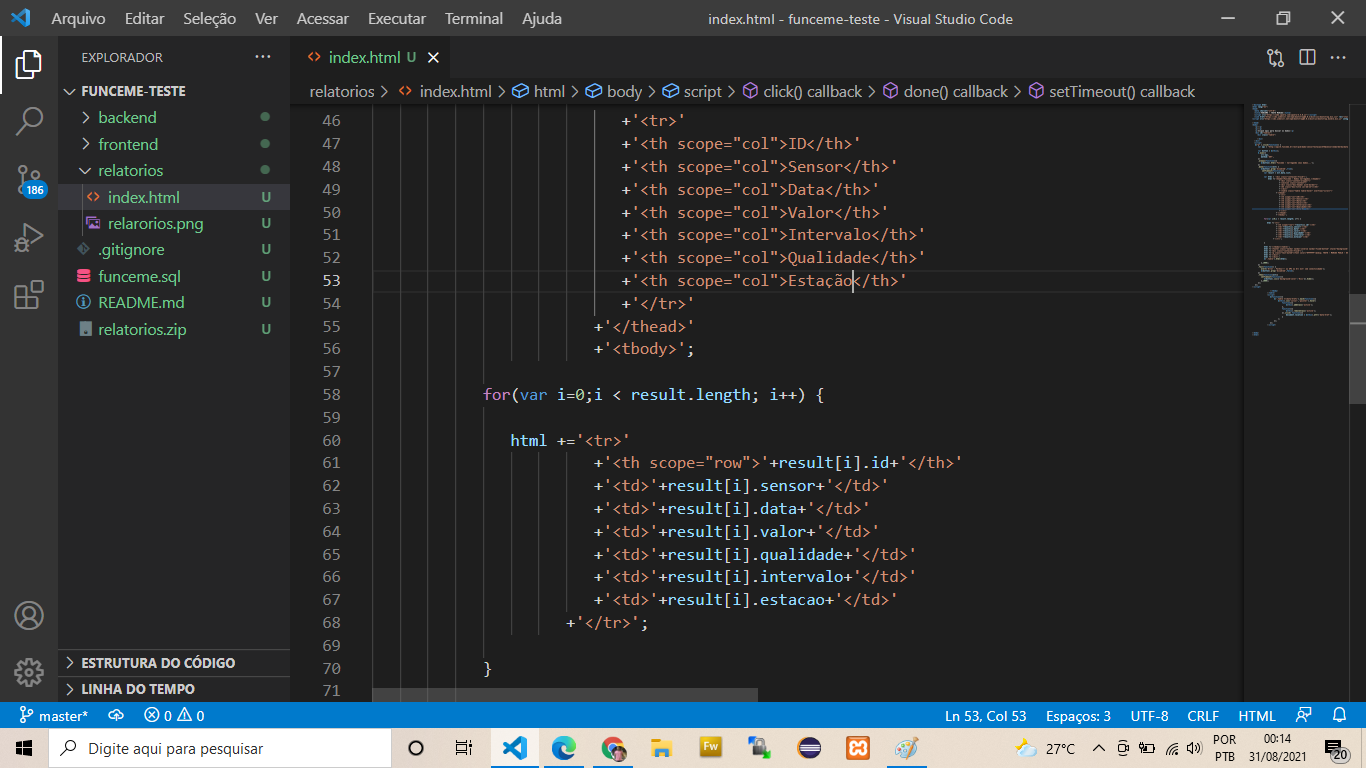 Arquivo Editar Seleção Ver Acessar Executar Terminal Ajuda index.html - funceme-teste - Visual Studio Code
EXPLORADOR
index.html U
relatorios > index.html > html > body > script > click() callback > done() callback > setTimeout() callback
FUNCEME-TESTE
backend
frontend
relatorios
index.html U
relarorios.png U
.gitignore U
funceme.sql U
README.md U
relatorios.zip U
186
ESTRUTURA DO CÓDIGO
LINHA DO TEMPO
46 +'<tr>'
47 +'<th scope="col">ID</th>'
48 +'<th scope="col">Sensor</th>'
49 +'<th scope="col">Data</th>'
50 +'<th scope="col">Valor</th>'
51 +'<th scope="col">Intervalo</th>'
52 +'<th scope="col">Qualidade</th>'
53 +'<th scope="col">Estação</th>'
54 +'</tr>'
55 +'</thead>'
56 +'<tbody>';
57
58 for(var i=0;i < result.length; i++) {
59
60 html +='<tr>'
61 +'<th scope="row">'+result[i].id+'</th>'
62 +'<td>'+result[i].sensor+'</td>'
63 +'<td>'+result[i].data+'</td>'
64 +'<td>'+result[i].valor+'</td>'
65 +'<td>'+result[i].qualidade+'</td>'
66 +'<td>'+result[i].intervalo+'</td>'
67 +'<td>'+result[i].estacao+'</td>'
68 +'</tr>';
69
70 }
71
master* 0 0 Ln 53, Col 53 Espaços: 3 UTF-8 CRLF HTML
Digite aqui para pesquisar
Fw
27°C
POR
PTB
00:14
31/08/2021
20